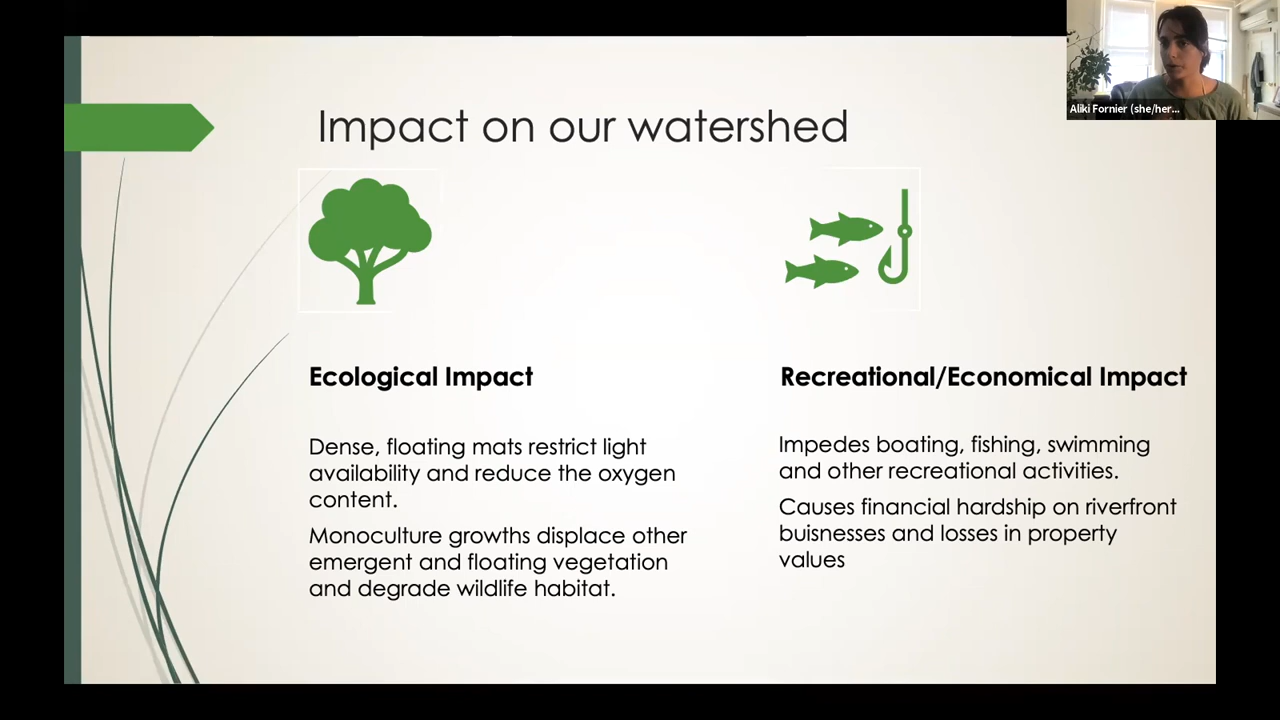 Aliki Fornier (she/her...
Impact on our watershed
Ecological Impact
Dense, floating mats restrict light
availability and reduce the oxygen
content.
Monoculture growths displace other
emergent and floating vegetation
and degrade wildlife habitat.
Recreational/Economical Impact
Impedes boating, fishing, swimming
and other recreational activities.
Causes financial hardship on riverfront
buisnesses and losses in property
values